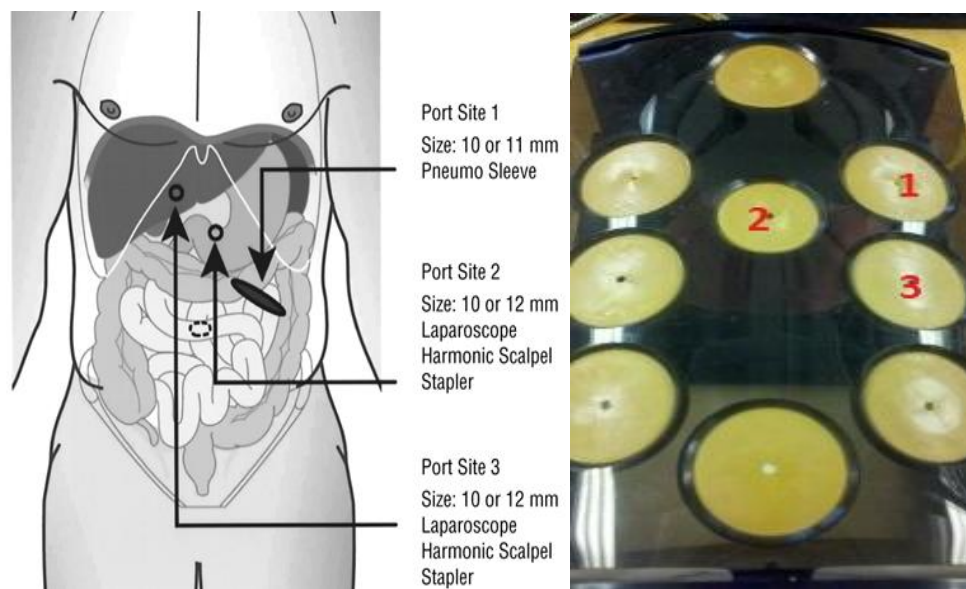 Port Site 1
Size: 10 or 11 mm
Pneumo Sleeve
Port Site 2
Size: 10 or 12 mm
Laparoscope
Harmonic Scalpel
Stapler
Port Site 3
Size: 10 or 12 mm
Laparoscope
Harmonic Scalpel
Stapler
1
2
3